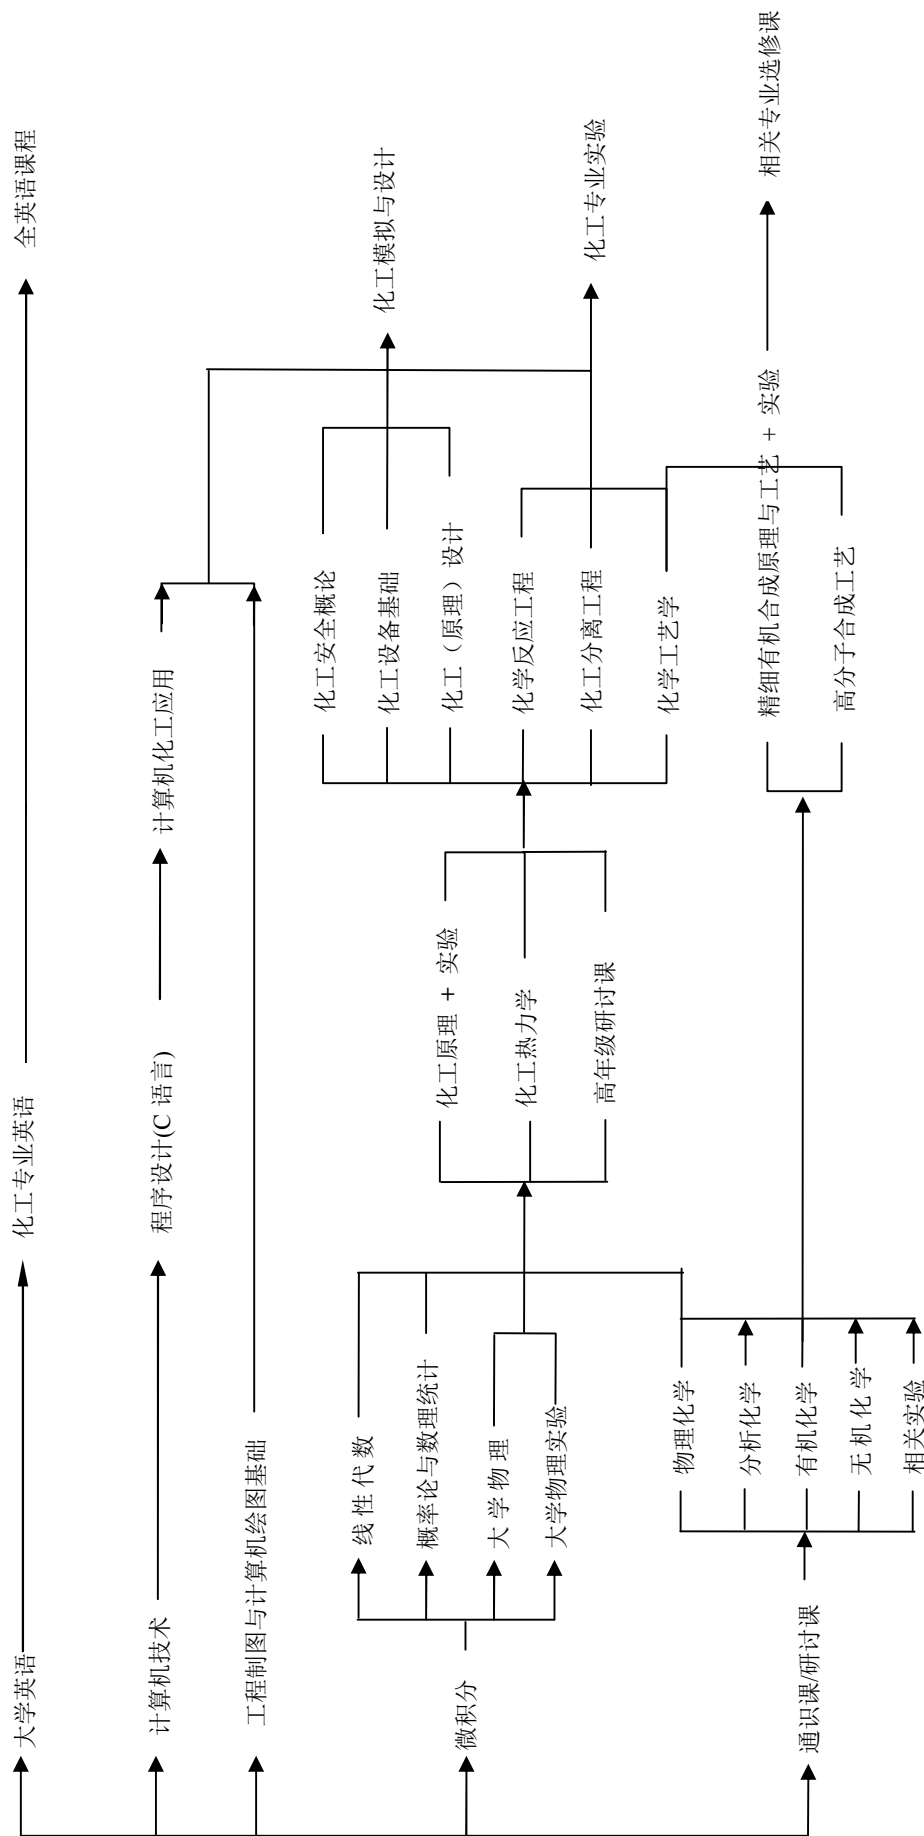 大学英语
化工专业英语
全英语课程
计算机技术
程序设计(C 语言)
计算机化工应用
工程制图与计算机绘图基础
微积分
线 性 代 数
概率论与数理统计
大 学 物 理
大学物理实验
化工原理 + 实验
化工热力学
高年级研讨课
化工安全概论
化工设备基础
化工（原理）设计
化学反应工程
化工分离工程
化学工艺学
化工模拟与设计
化工专业实验
通识课/研讨课
物理化学
分析化学
有机化学
无 机 化 学
相关实验
精细有机合成原理与工艺 + 实验
高分子合成工艺
相关专业选修课